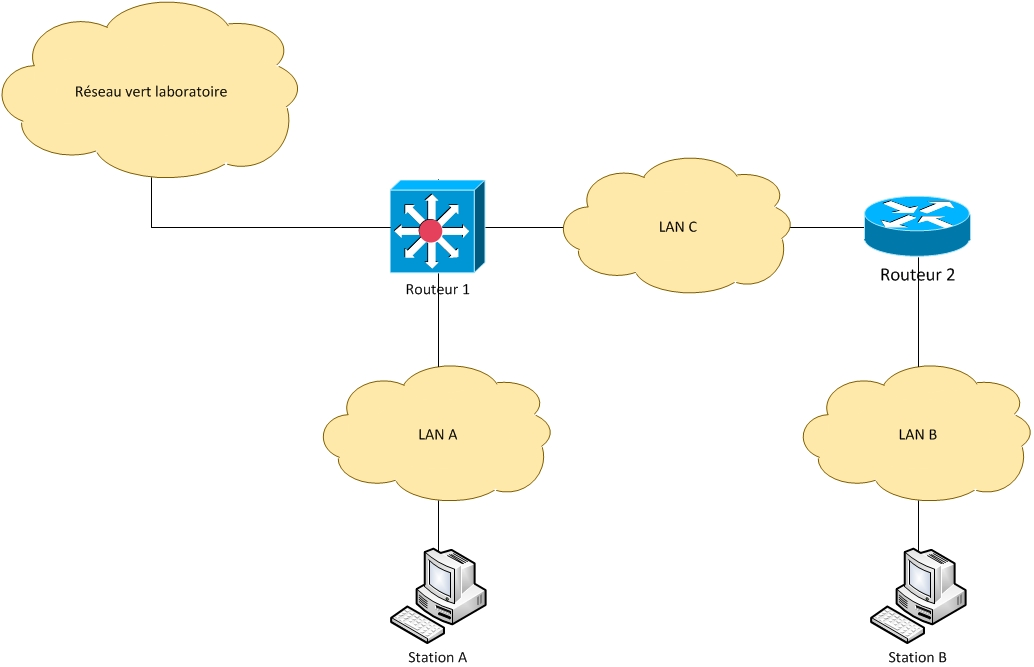 Réseau vert laboratoire
LAN C
Routeur 1
Routeur 2
LAN A
LAN B
Station A
Station B